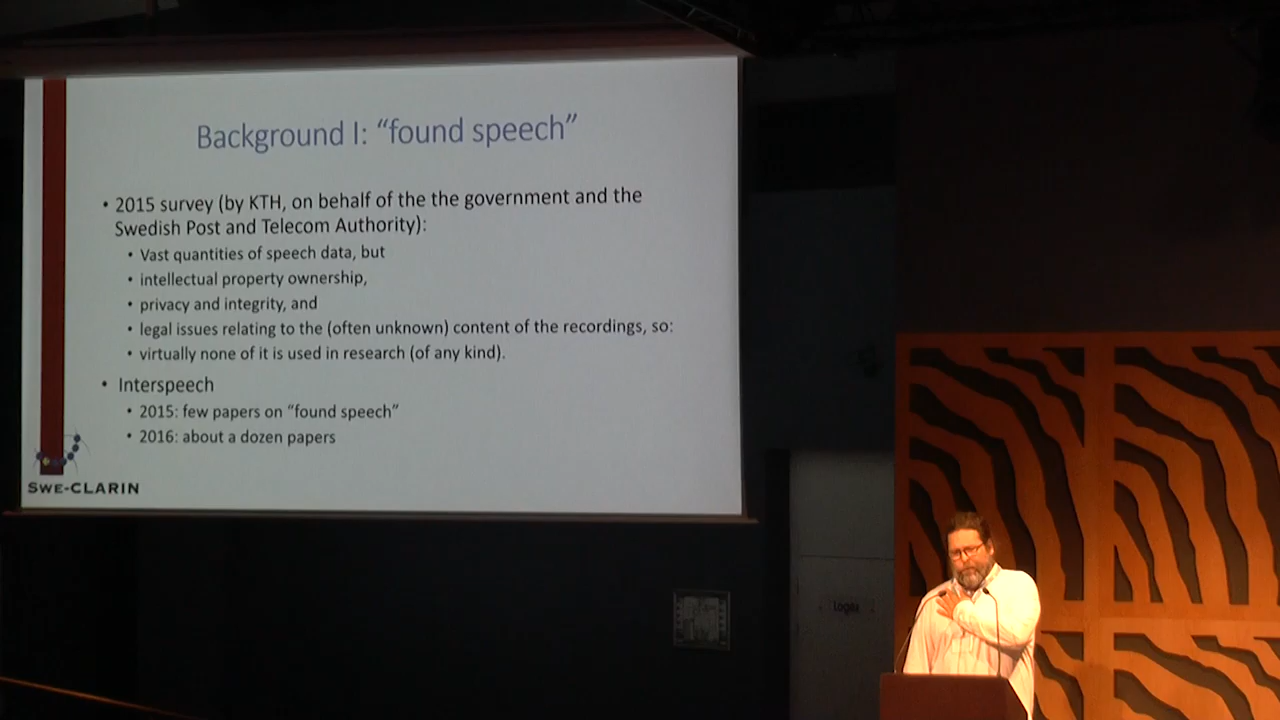 Background I: “found speech”
• 2015 survey (by KTH, on behalf of the the government and the
Swedish Post and Telecom Authority):
• Vast quantities of speech data, but
• intellectual property ownership,
• privacy and integrity, and
• legal issues relating to the (often unknown) content of the recordings, so:
• virtually none of it is used in research (of any kind).
• Interspeech
• 2015: few papers on “found speech”
• 2016: about a dozen papers
SWE-CLARIN
Loger